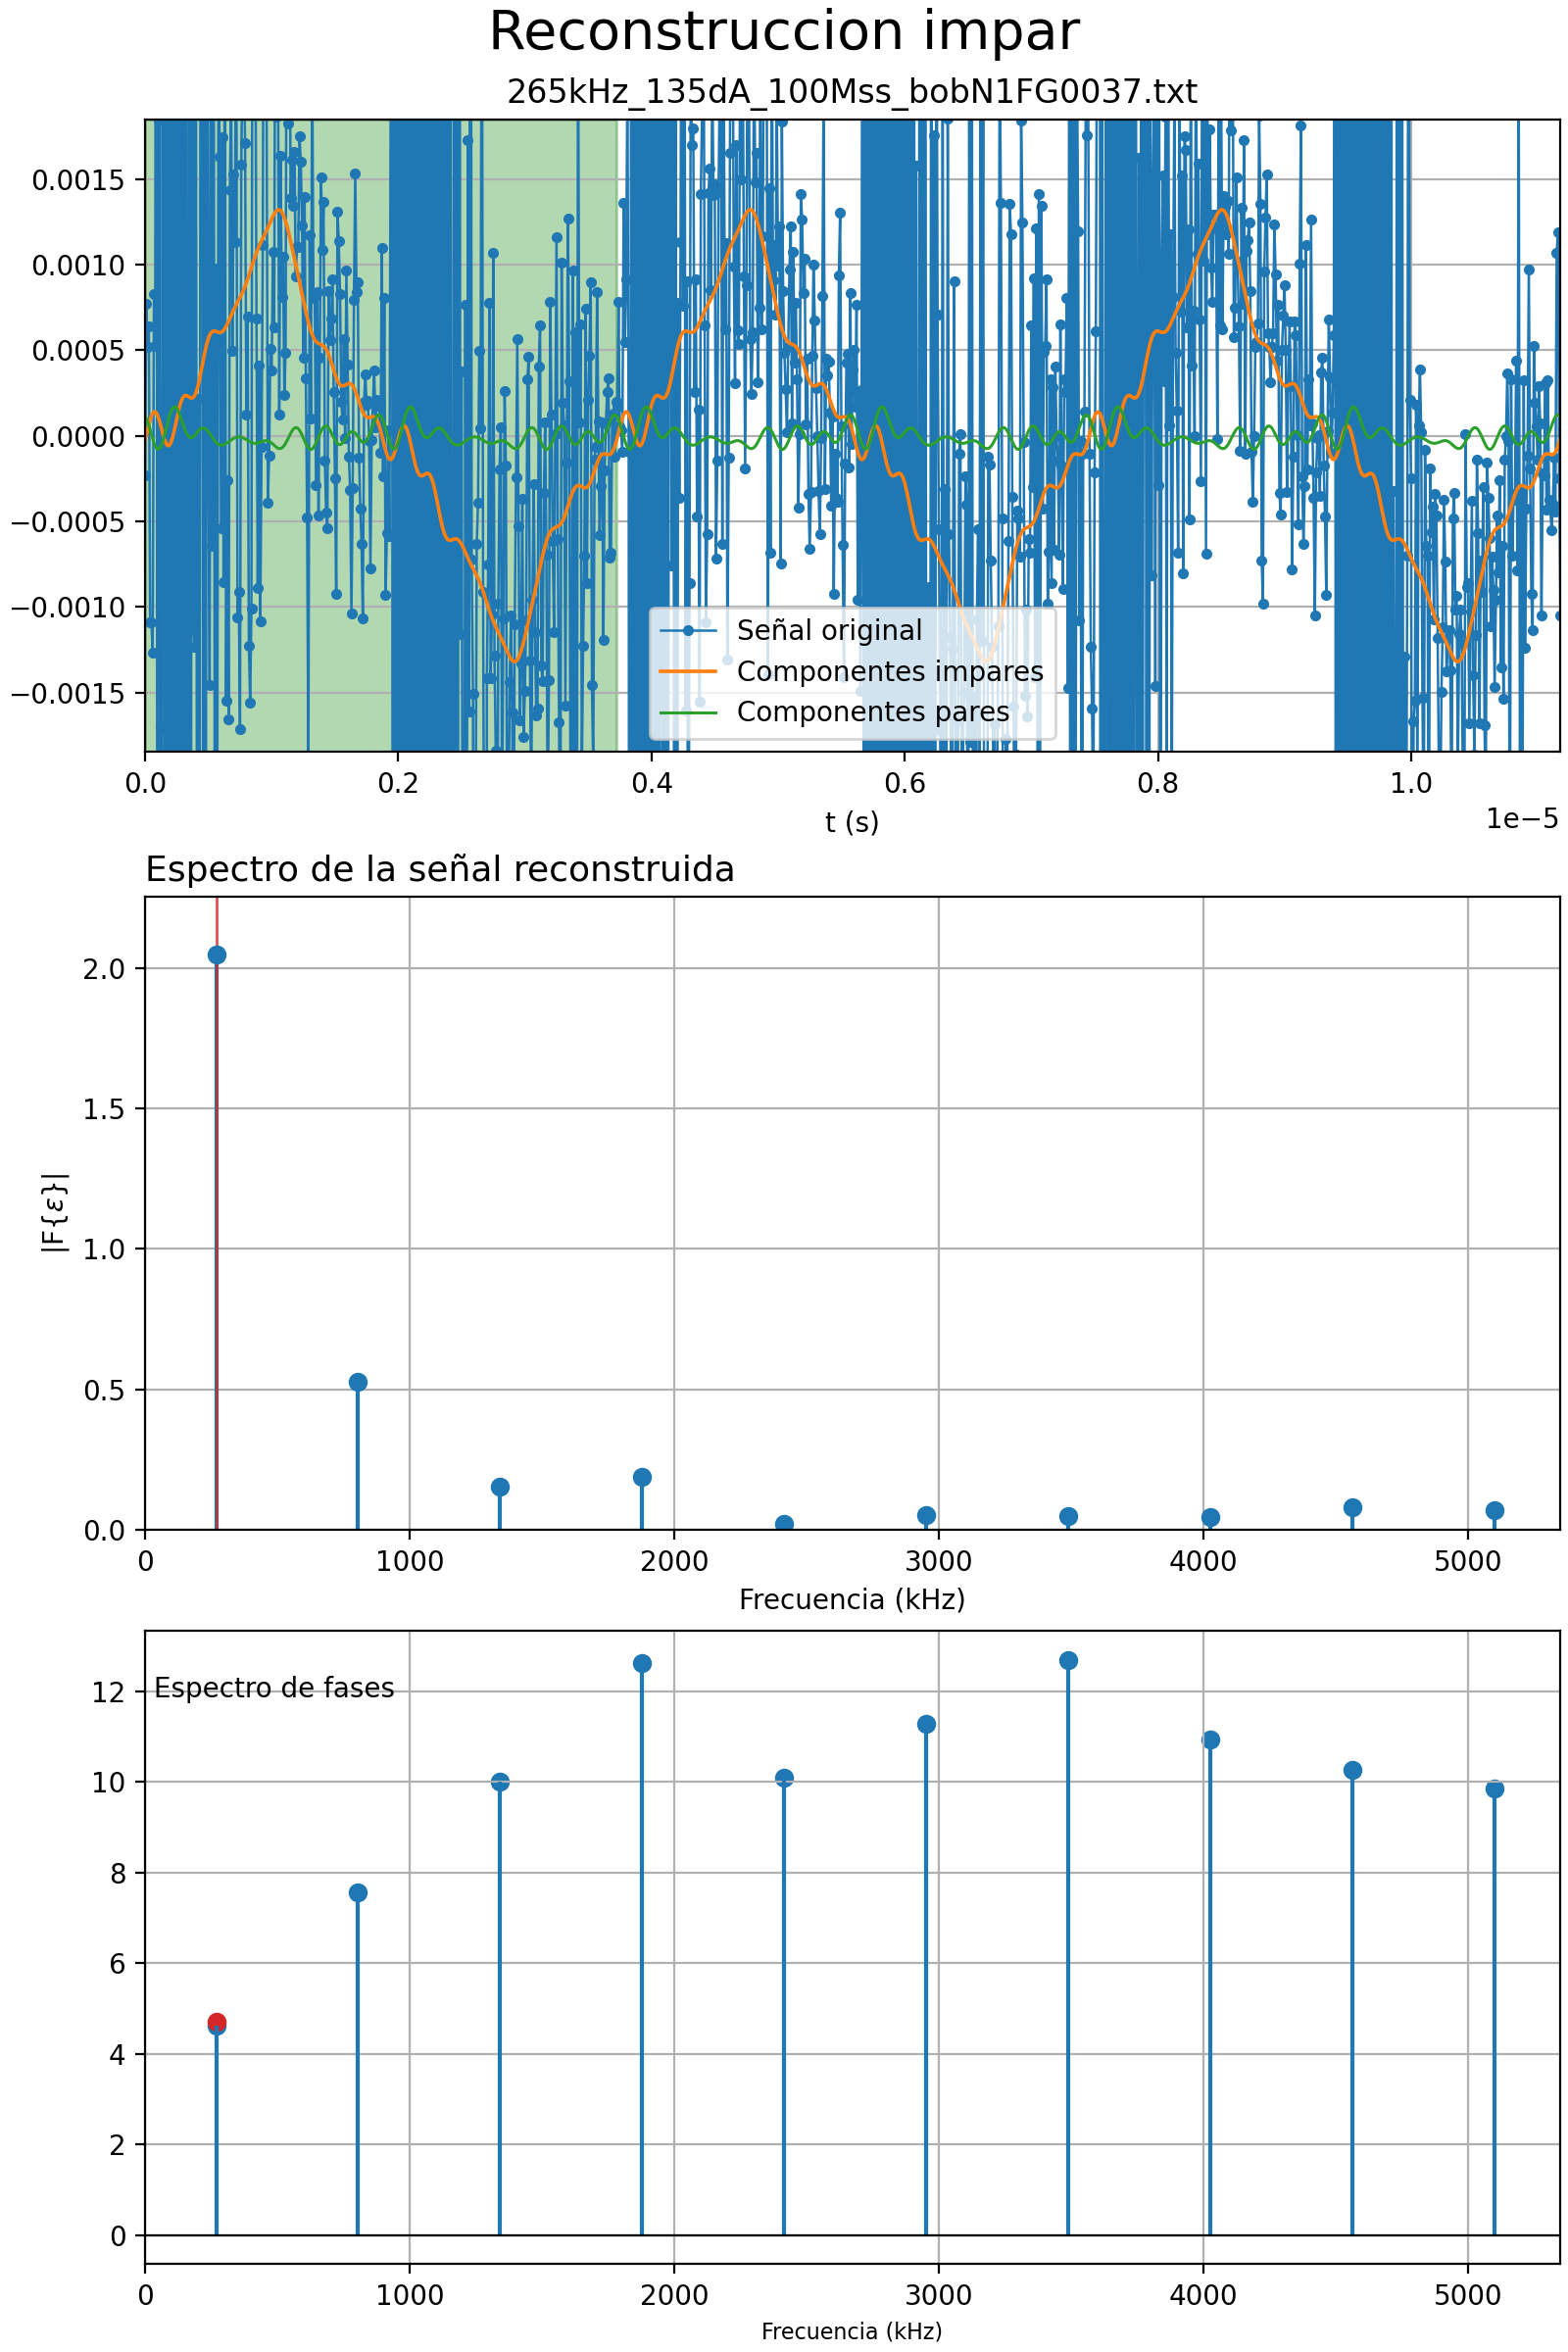 Reconstruccion impar
265kHz_135dA_100Mss_bobN1FG0037.txt
0.0015
0.0010
0.0005
0.0000
−0.0005
−0.0010
−0.0015
Señal original
Componentes impares
Componentes pares
0.0 0.2 0.4 0.6 0.8 1.0
t (s)
1e−5
Espectro de la señal reconstruida
2.0
1.5
1.0
0.5
0.0
|F{ε}|
0 1000 2000 3000 4000 5000
Frecuencia (kHz)
Espectro de fases
12
10
8
6
4
2
0
0 1000 2000 3000 4000 5000
Frecuencia (kHz)